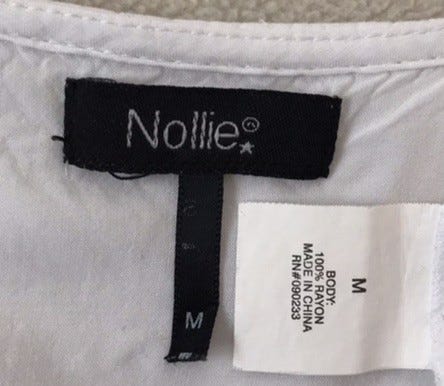 Nollie®
M
M
BODY:
100% RAYON
MADE IN CHINA
RN#090233